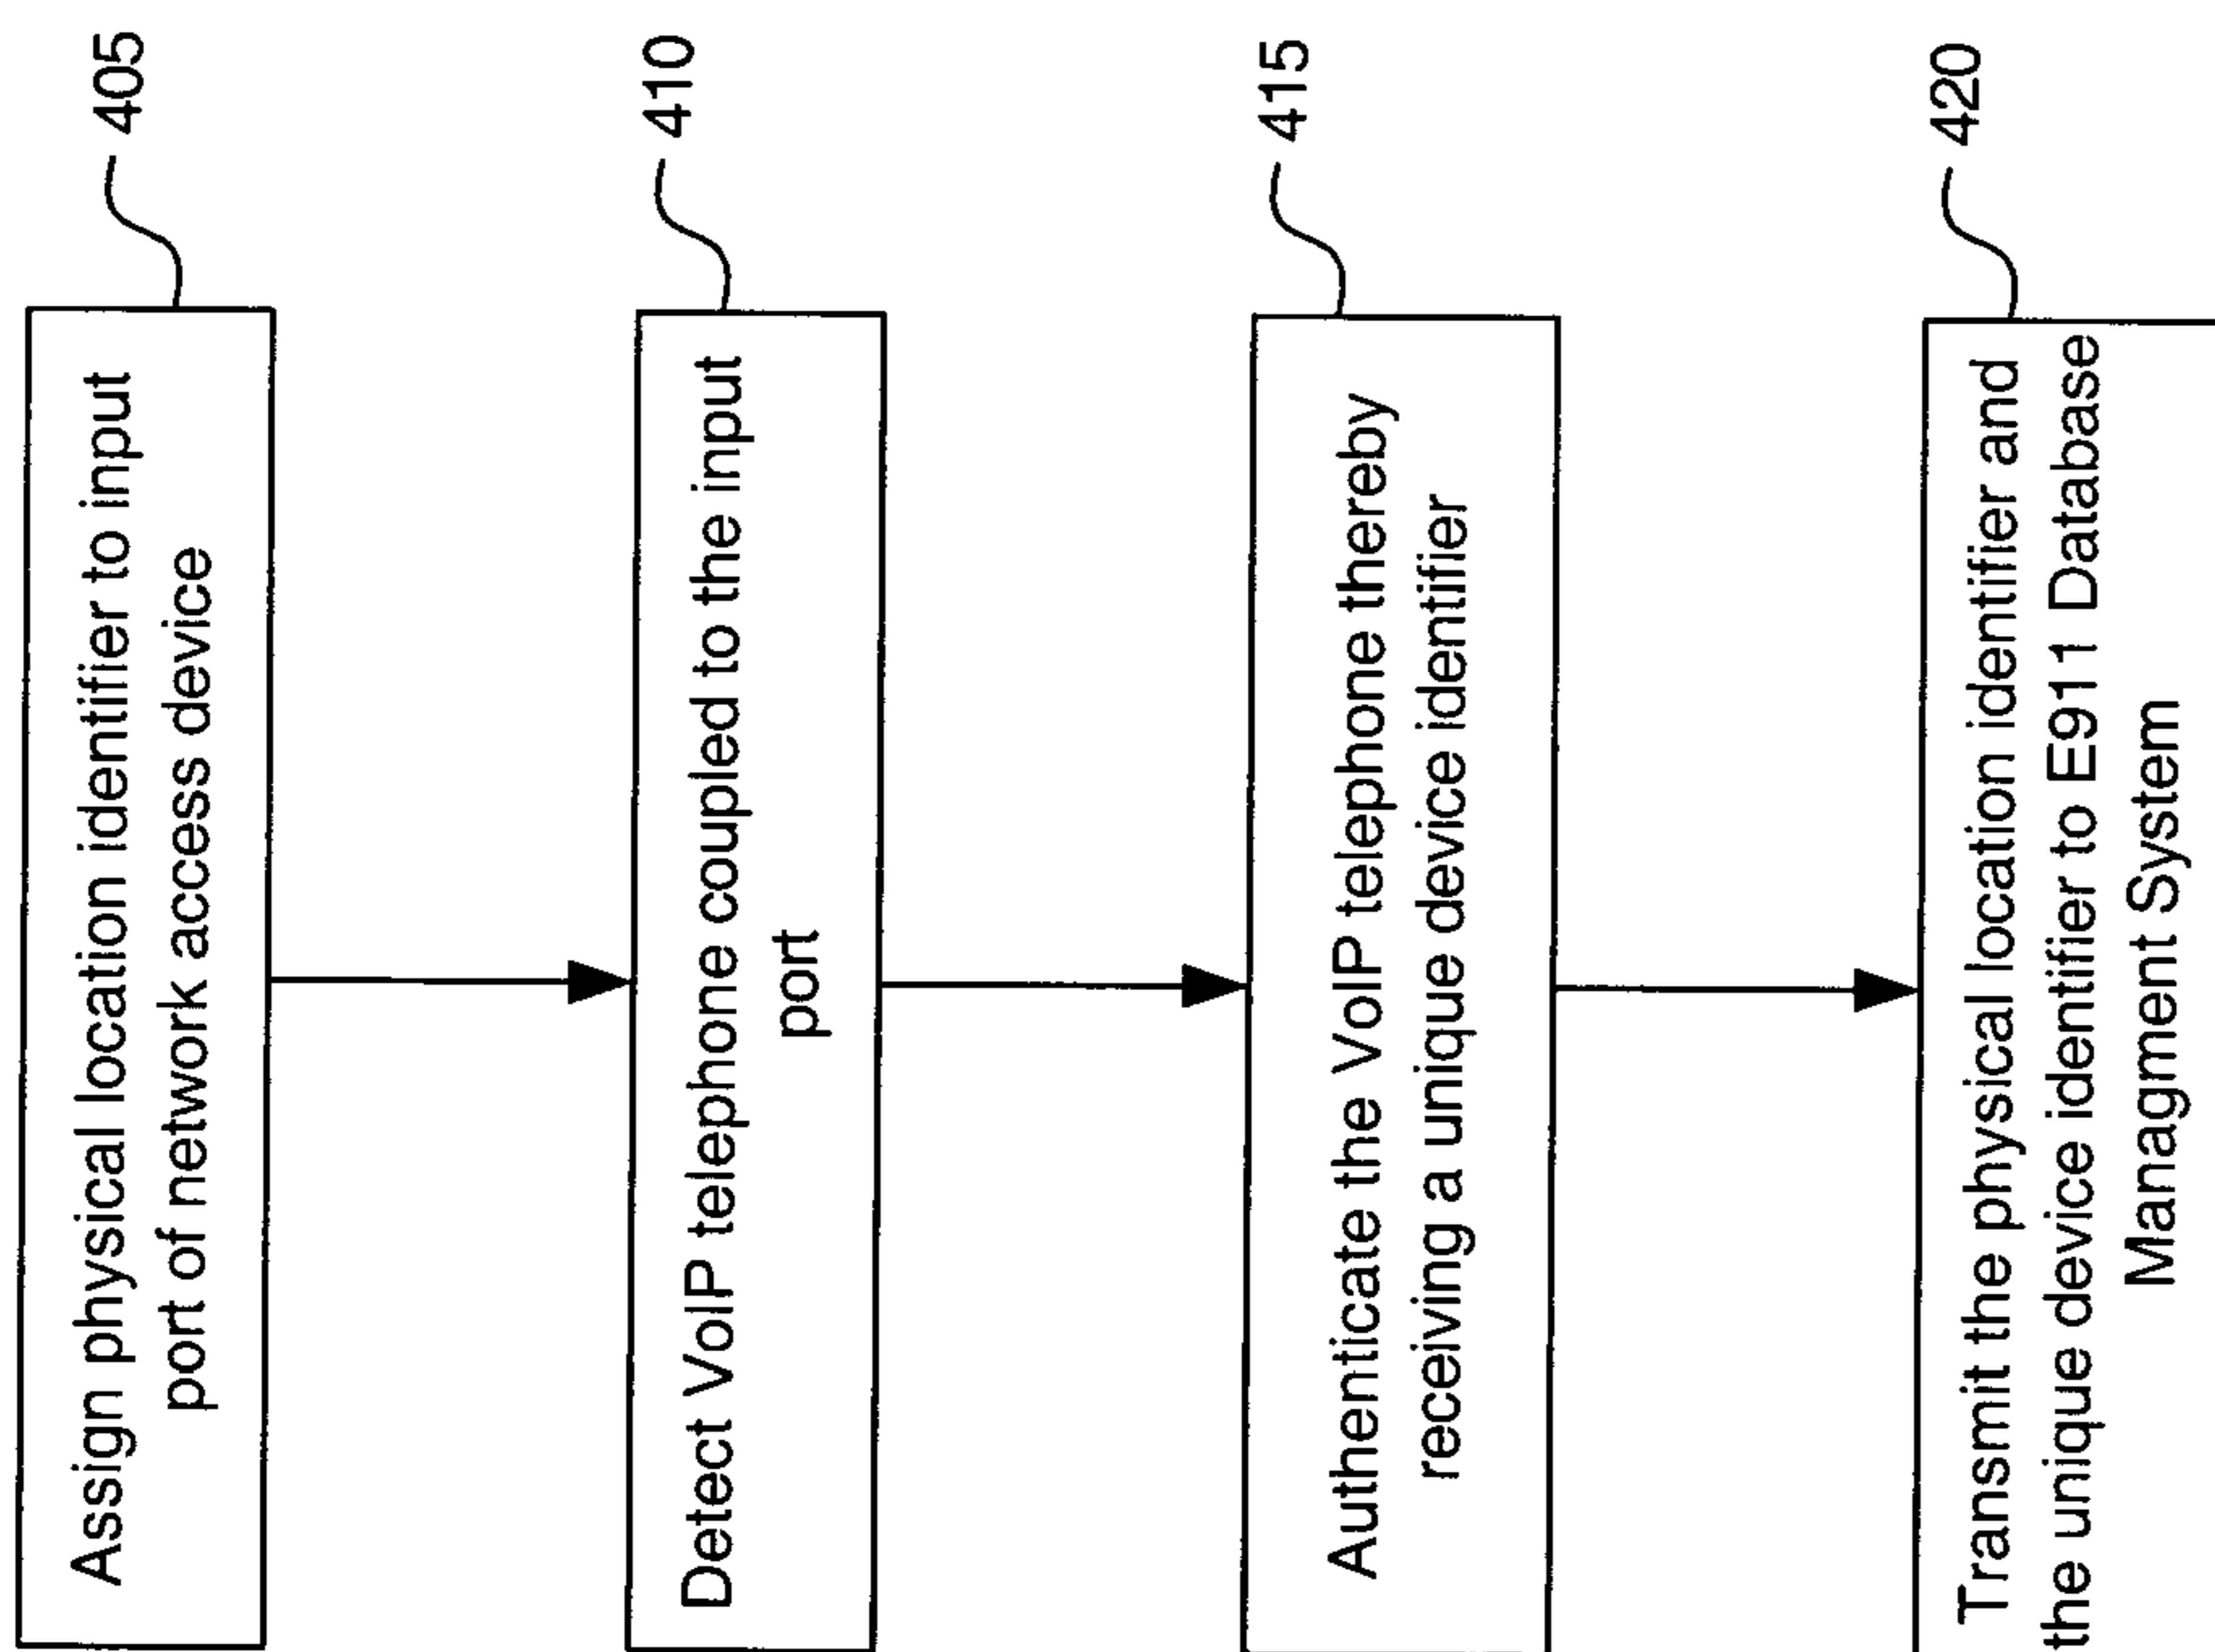 405
Assign physical location identifier to input
port of network access device
410
Detect VoIP telephone coupled to the input
port
415
Authenticate the VoIP telephone thereby
receiving a unique device identifier
420
Transmit the physical location identifier and
the unique device identifier to E911 Database
Managment System